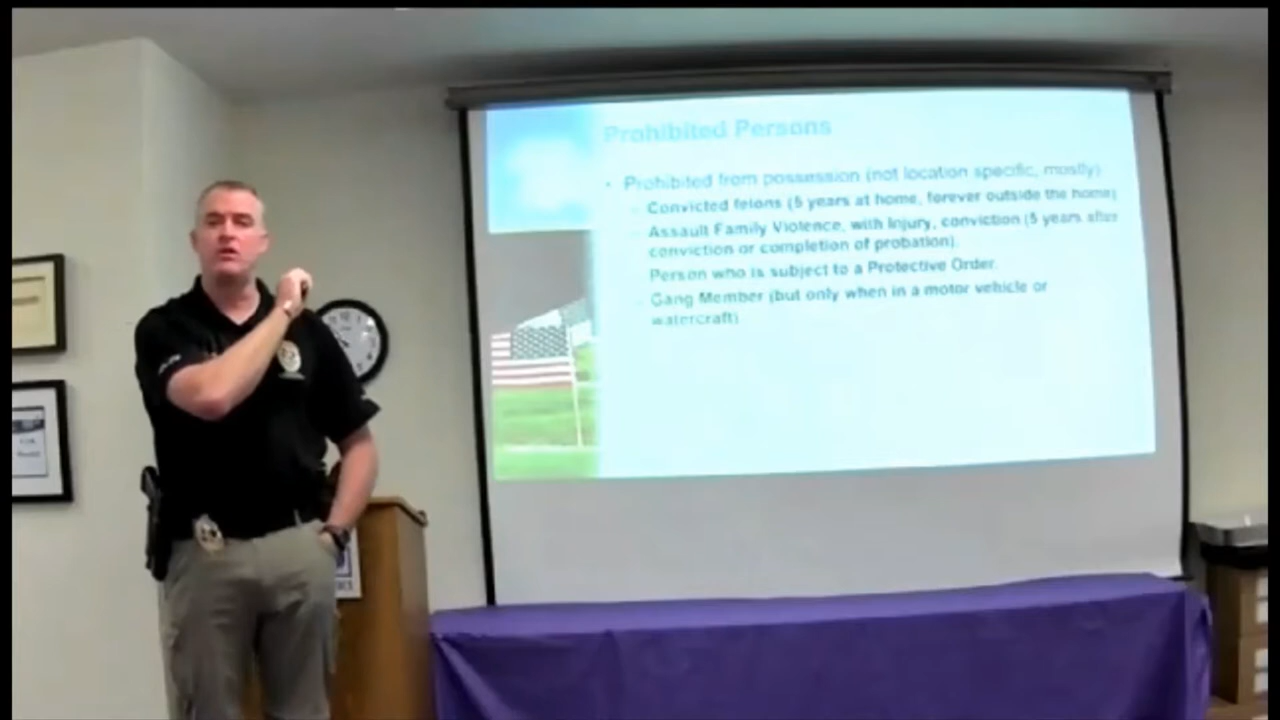 Prohibited Persons
• Prohibited from possession (not location specific, mostly)
– Convicted felons (5 years at home, forever outside the home)
– Assault Family Violence, with Injury, conviction (5 years after
conviction or completion of probation).
Person who is subject to a Protective Order.
– Gang Member (but only when in a motor vehicle or
watercraft)